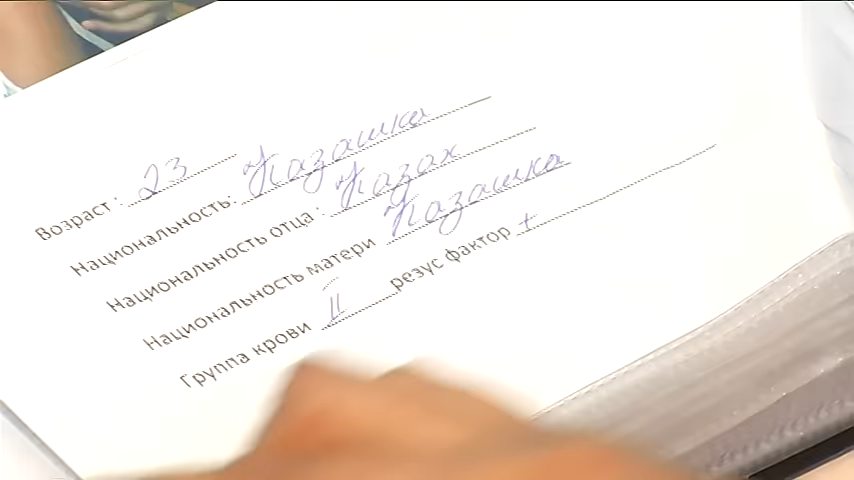 Возраст: 23
Национальность: Казашка
Национальность отца: Казах
Национальность матери Казашка
Группа крови II резус фактор +